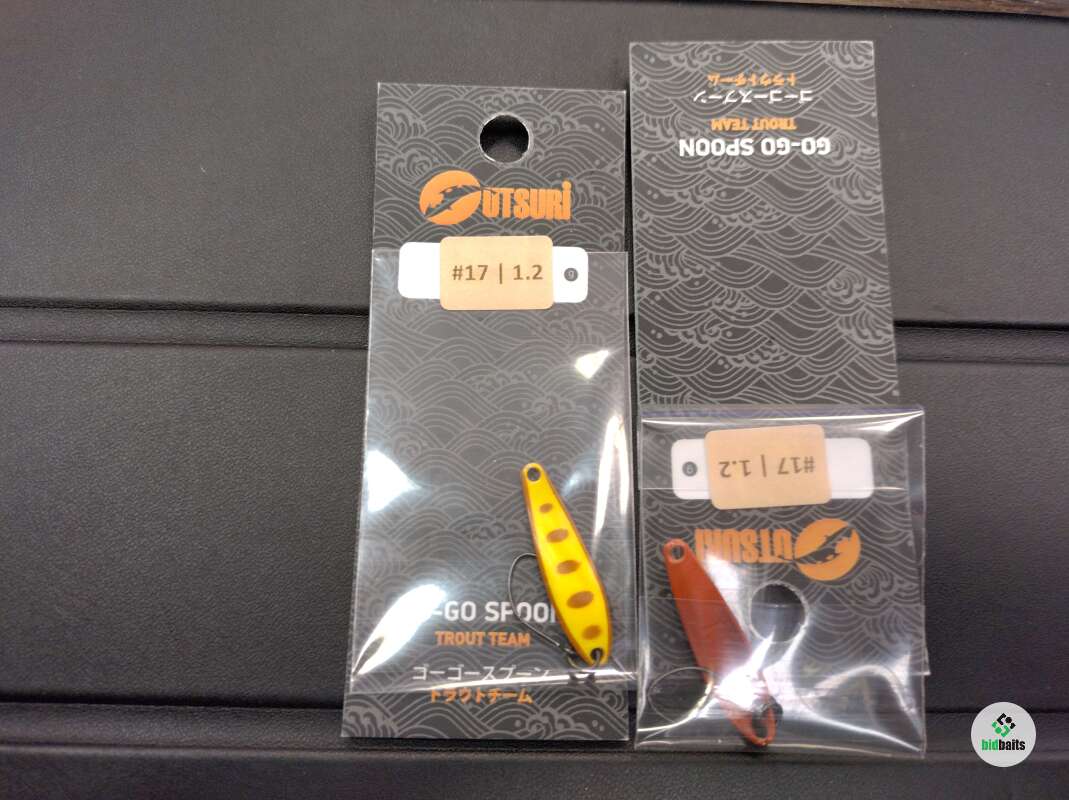 UTSURI
#17 | 1.2
g
-GO SPOON
TROUT TEAM
ゴーゴースプーン
トラウトチーム
トラウトチーム
ゴーゴースプーン
TROUT TEAM
GO-GO SPOON
#17 | 1.2
g
UTSURI
bidbaits